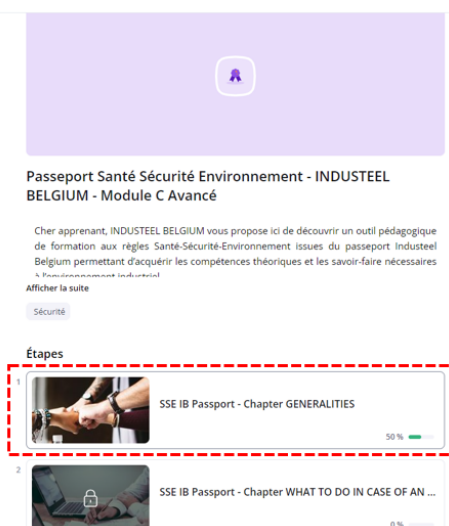 Passeport Santé Sécurité Environnement - INDUSTEEL
BELGIUM - Module C Avancé
Cher apprenant, INDUSTEEL BELGIUM vous propose ici de découvrir un outil pédagogique
de formation aux règles Santé-Sécurité-Environnement issues du passeport Industeel
Belgium permettant d'acquérir les compétences théoriques et les savoir-faire nécessaires
à l'environnement industriel
Afficher la suite
Sécurité
Étapes
1
SSE IB Passport - Chapter GENERALITIES
50 %
2
SSE IB Passport - Chapter WHAT TO DO IN CASE OF AN ...
0 %